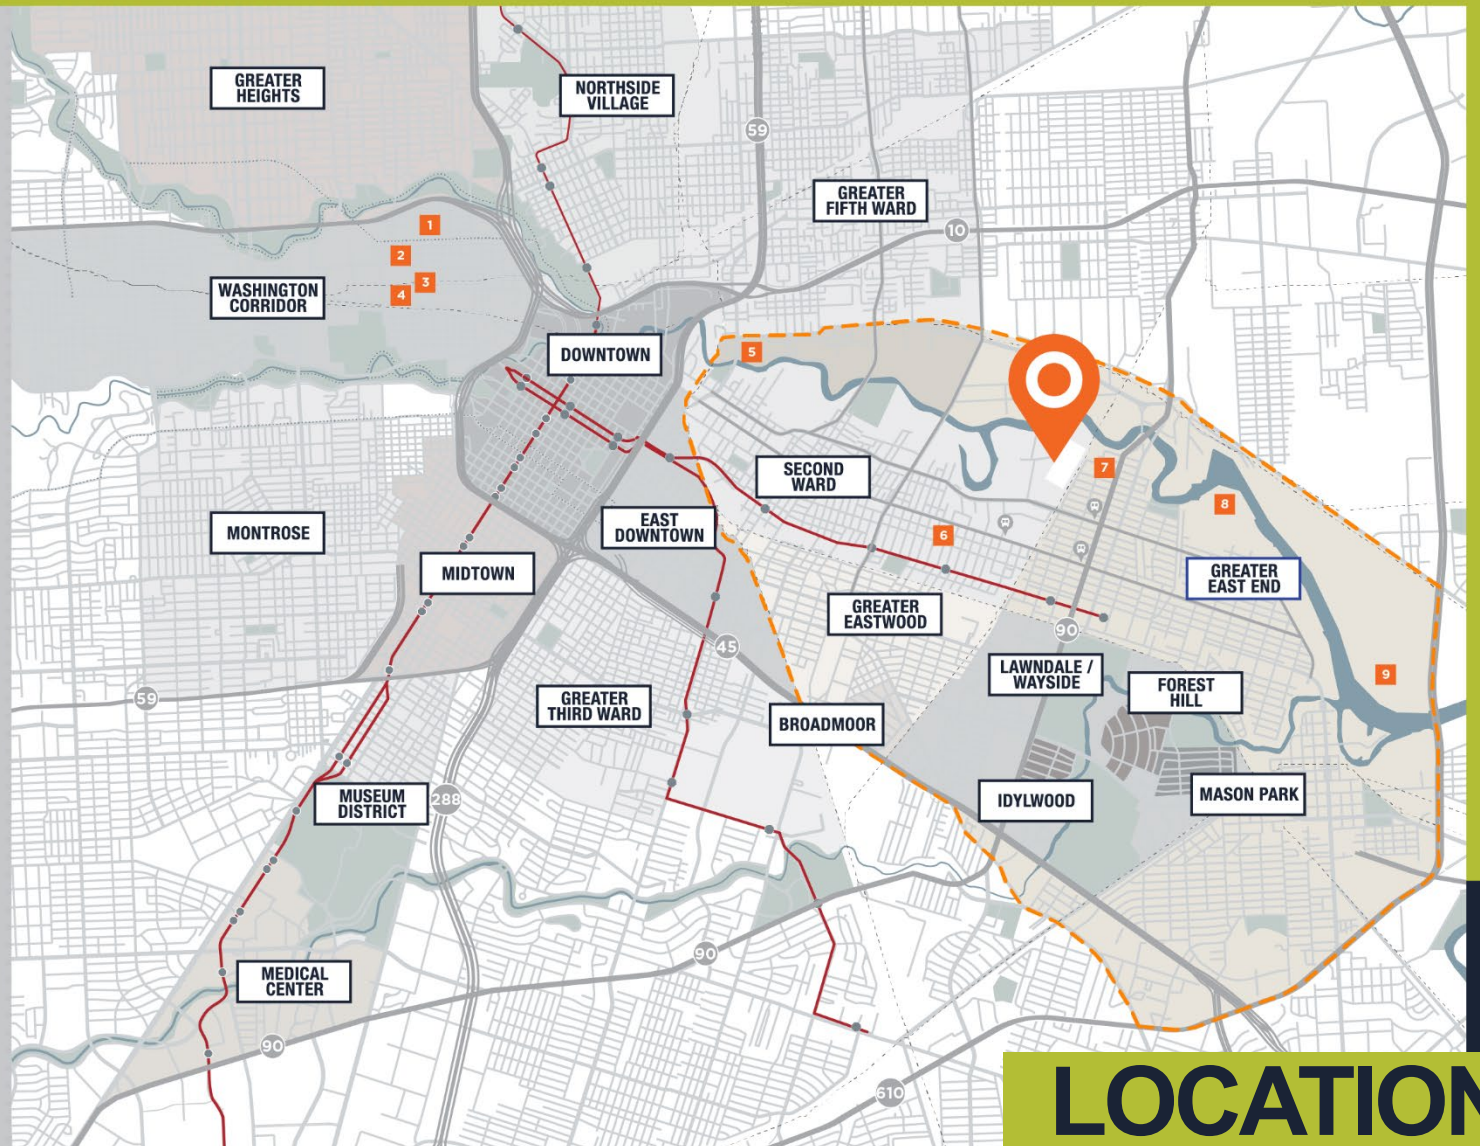 GREATER
HEIGHTS
NORTHSIDE
VILLAGE
59
GREATER
FIFTH WARD
10
1
2
3
4
WASHINGTON
CORRIDOR
DOWNTOWN
5
SECOND
WARD
7
8
MONTROSE
EAST
DOWNTOWN
6
MIDTOWN
GREATER
EAST END
GREATER
EASTWOOD
90
45
LAWNDALE /
WAYSIDE
FOREST
HILL
9
59
GREATER
THIRD WARD
BROADMOOR
MUSEUM
DISTRICT
288
IDYLWOOD
MASON PARK
MEDICAL
CENTER
90
90
610
LOCATION